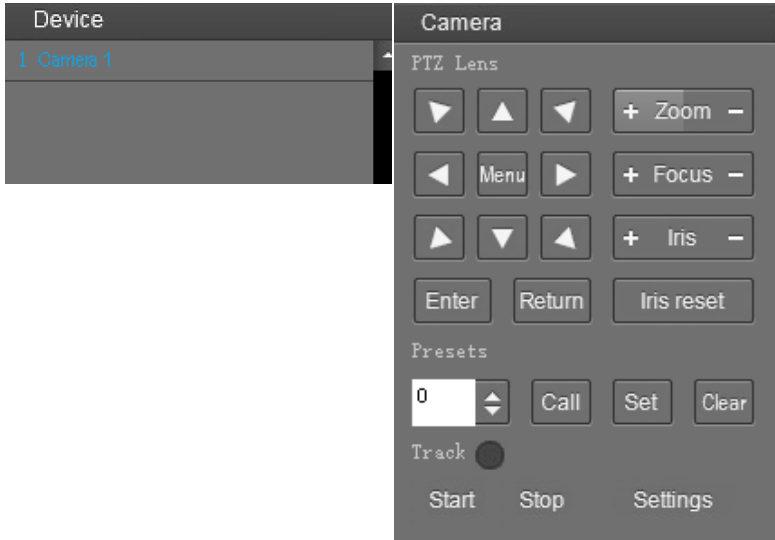 Device
1 Camera 1
Camera
PTZ Lens
+ Zoom −
Menu
+ Focus −
+ Iris −
Enter Return Iris reset
Presets
0 Call Set Clear
Track
Start Stop Settings